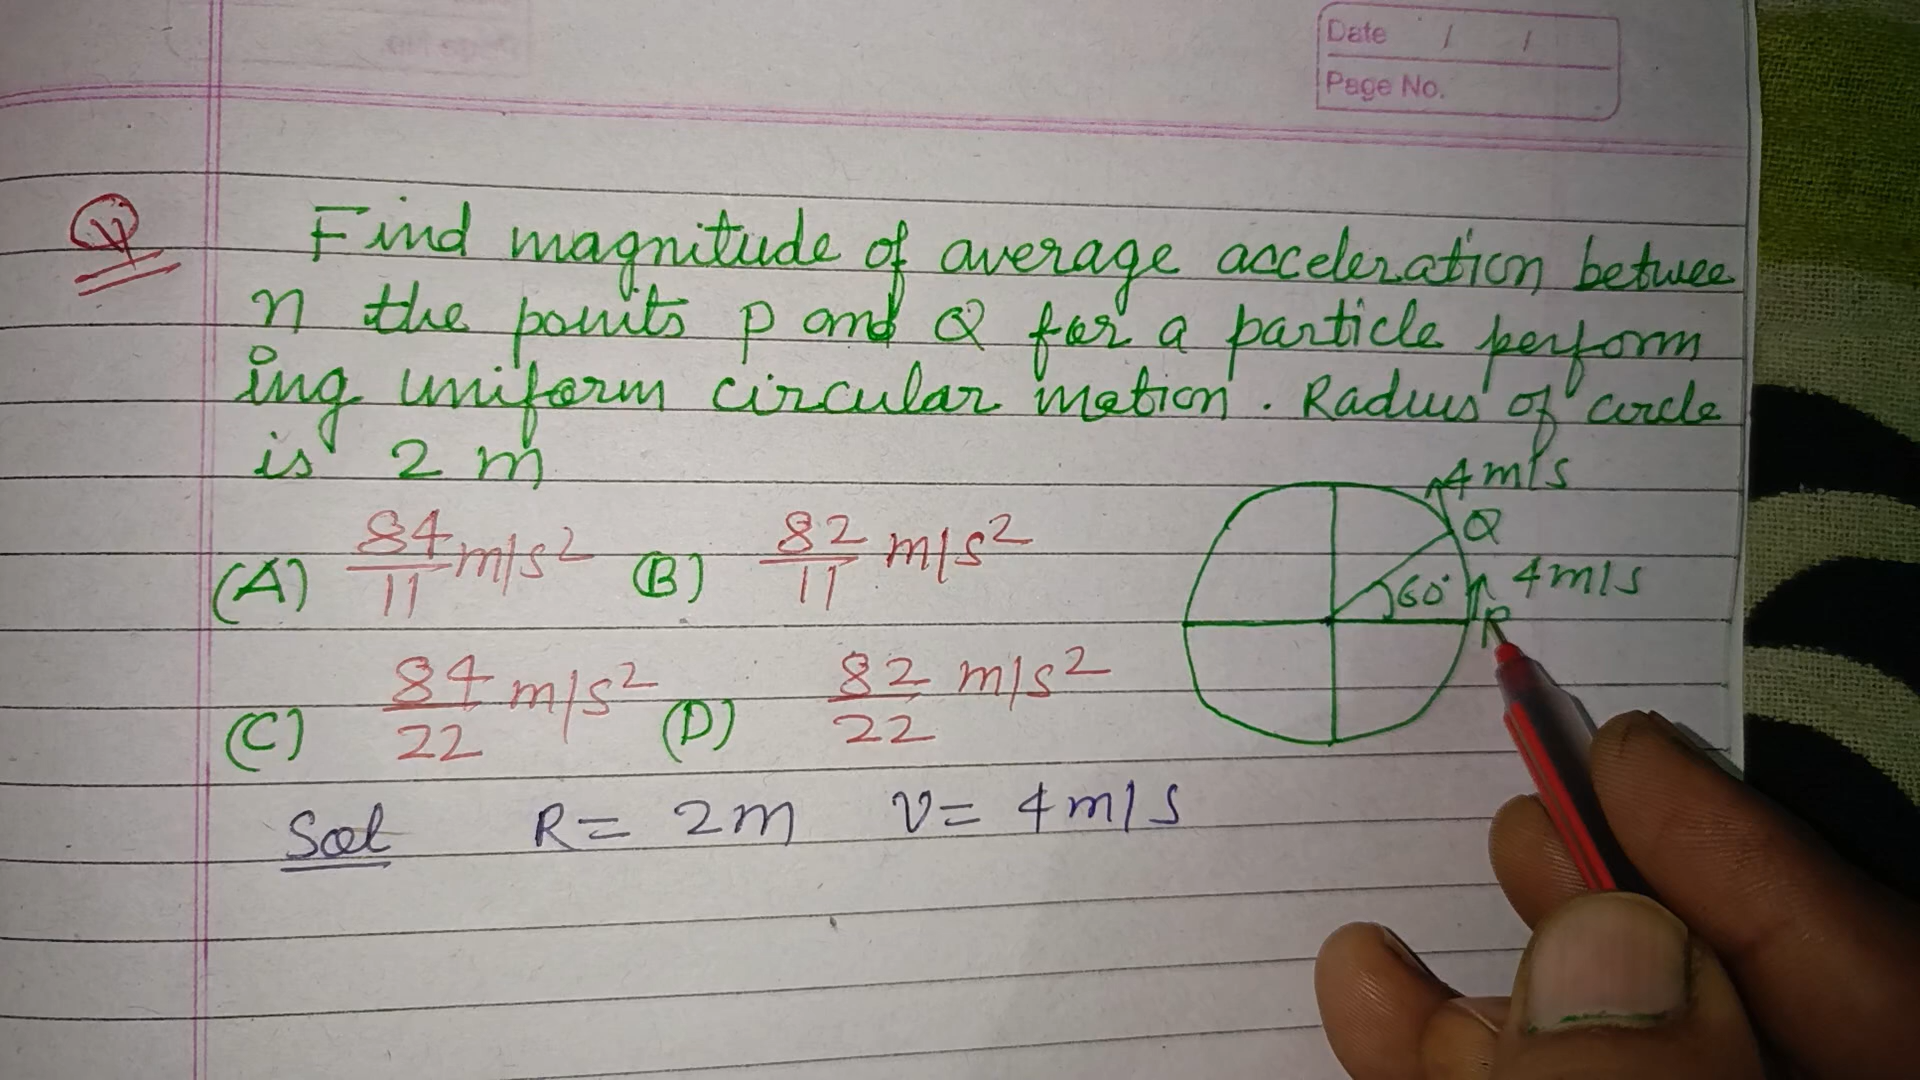 Date / /
Page No.
Q Find magnitude of average acceleration betwee
n the points P and Q for a particle perform
ing uniform circular motion. Radius of circle
is 2 m
4 m/s
Q
60° 4 m/s
P
(A) 84/11 m/s² (B) 82/11 m/s²
(C) 84/22 m/s² (D) 82/22 m/s²
Sol R = 2m V = 4 m/s